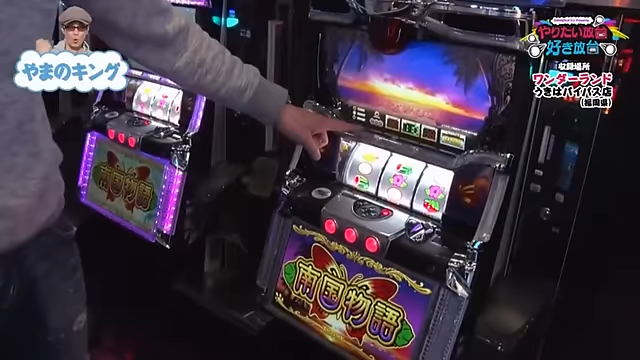 やまのキング
やりたい放台
好き放台
収録場所
ワンダーランド
うきはバイパス店
(福岡県)
南国物語
南国物語